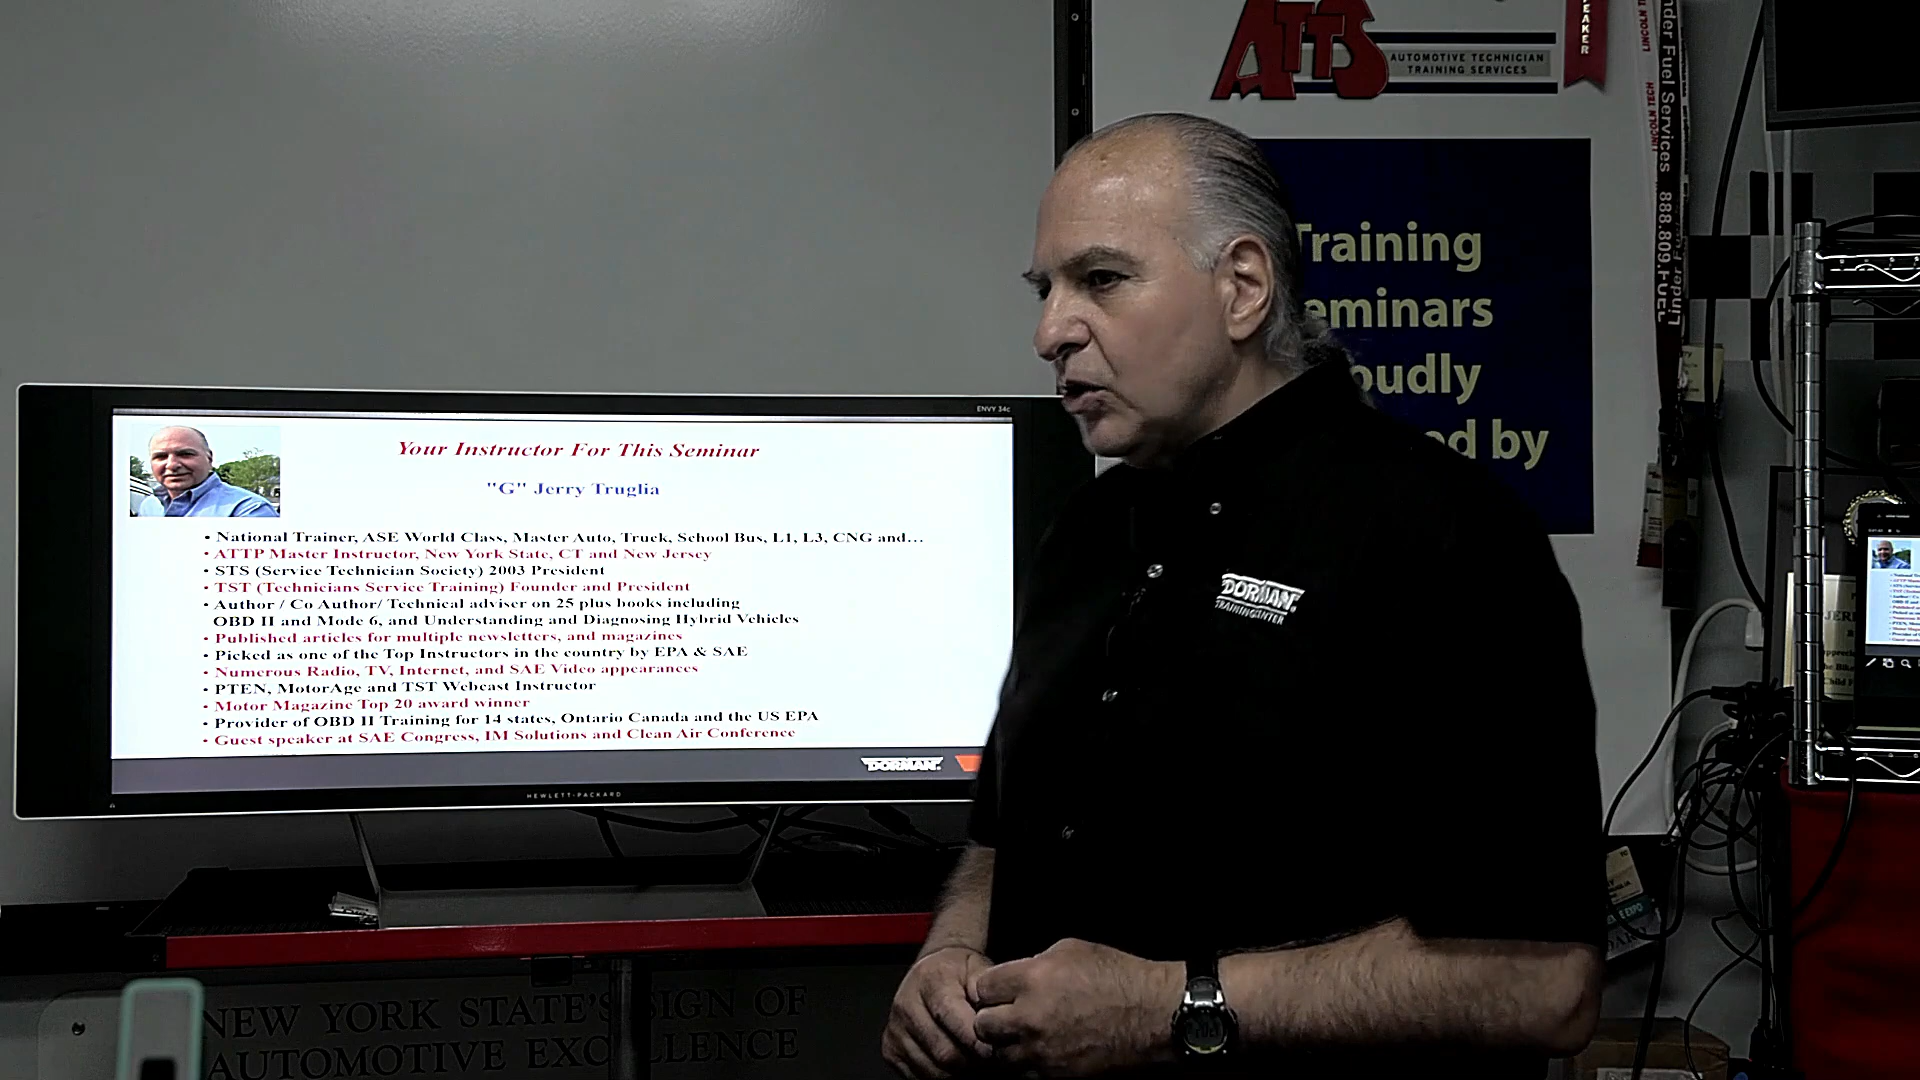 ATTS
AUTOMOTIVE TECHNICIAN
TRAINING SERVICES
SPEAKER
LINCOLN TECH
Fuel Services 888.809.FUEL
Training
eminars
oudly
ed by
ENVY 34c
Your Instructor For This Seminar
"G" Jerry Truglia
• National Trainer, ASE World Class, Master Auto, Truck, School Bus, L1, L3, CNG and...
• ATTP Master Instructor, New York State, CT and New Jersey
• STS (Service Technician Society) 2003 President
• TST (Technicians Service Training) Founder and President
• Author / Co Author/ Technical adviser on 25 plus books including
OBD II and Mode 6, and Understanding and Diagnosing Hybrid Vehicles
• Published articles for multiple newsletters, and magazines
• Picked as one of the Top Instructors in the country by EPA & SAE
• Numerous Radio, TV, Internet, and SAE Video appearances
• PTEN, MotorAge and TST Webcast Instructor
• Motor Magazine Top 20 award winner
• Provider of OBD II Training for 14 states, Ontario Canada and the US EPA
• Guest speaker at SAE Congress, IM Solutions and Clean Air Conference
DORMAN
HEWLETT-PACKARD
DORMAN
TRAINING CENTER
NEW YORK STATE'S SIGN OF
AUTOMOTIVE EXC LLENCE